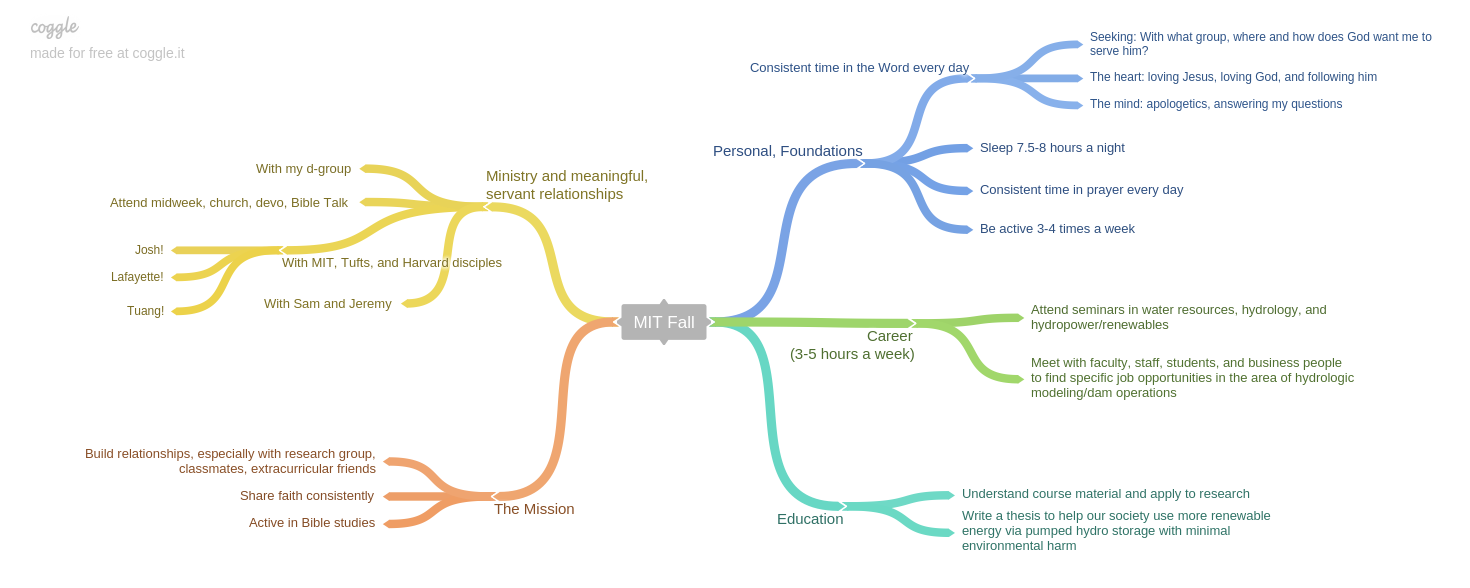 coggle
made for free at coggle.it
MIT Fall
Personal, Foundations
Consistent time in the Word every day
Seeking: With what group, where and how does God want me to
serve him?
The heart: loving Jesus, loving God, and following him
The mind: apologetics, answering my questions
Sleep 7.5-8 hours a night
Consistent time in prayer every day
Be active 3-4 times a week
Career
(3-5 hours a week)
Attend seminars in water resources, hydrology, and
hydropower/renewables
Meet with faculty, staff, students, and business people
to find specific job opportunities in the area of hydrologic
modeling/dam operations
Education
Understand course material and apply to research
Write a thesis to help our society use more renewable
energy via pumped hydro storage with minimal
environmental harm
Ministry and meaningful,
servant relationships
With my d-group
Attend midweek, church, devo, Bible Talk
With MIT, Tufts, and Harvard disciples
Josh!
Lafayette!
Tuang!
With Sam and Jeremy
The Mission
Build relationships, especially with research group,
classmates, extracurricular friends
Share faith consistently
Active in Bible studies